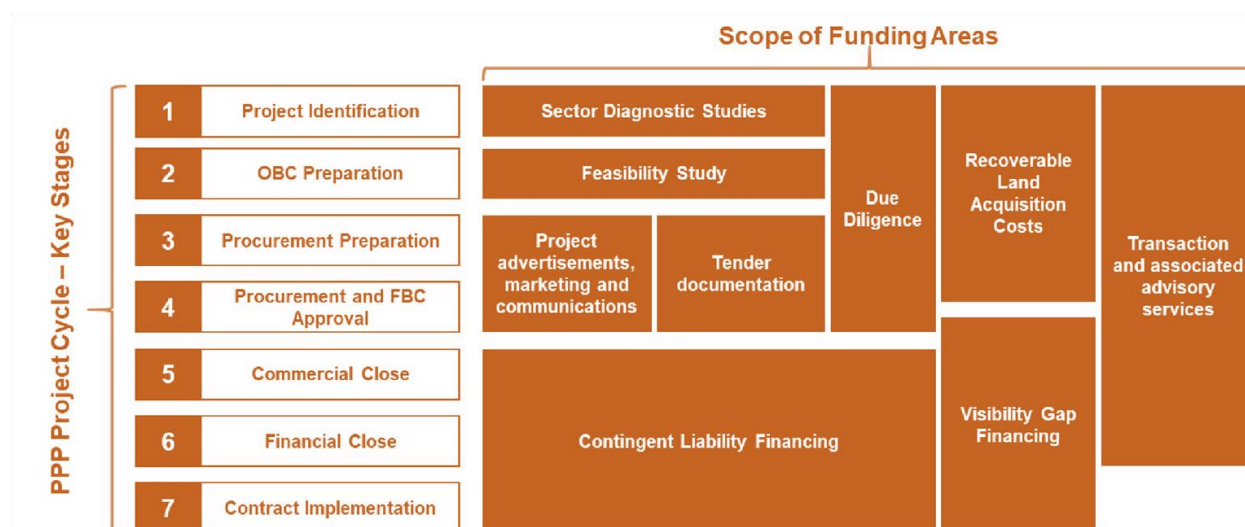 Scope of Funding Areas
PPP Project Cycle – Key Stages
1
Project Identification
2
OBC Preparation
3
Procurement Preparation
4
Procurement and FBC
Approval
5
Commercial Close
6
Financial Close
7
Contract Implementation
Sector Diagnostic Studies
Feasibility Study
Project
advertisements,
marketing and
communications
Tender
documentation
Due
Diligence
Recoverable
Land
Acquisition
Costs
Transaction
and associated
advisory
services
Contingent Liability Financing
Visibility Gap
Financing